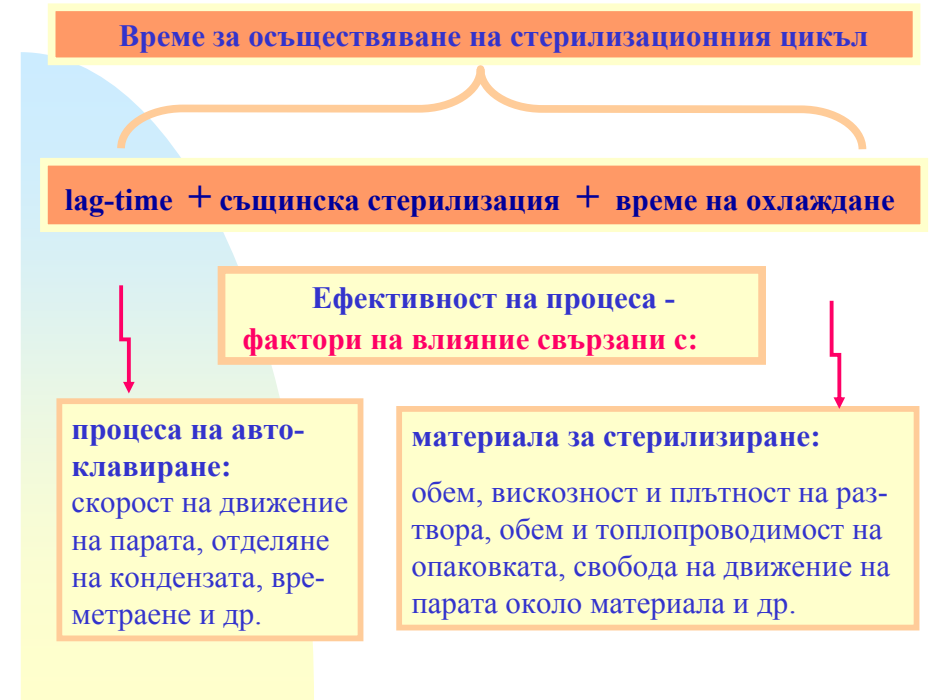 Време за осъществяване на стерилизационния цикъл
lag-time + същинска стерилизация + време на охлаждане
Ефективност на процеса -
фактори на влияние свързани с:
процеса на авто-
клавиране:
скорост на движение
на парата, отделяне
на кондензата, вре-
метраене и др.
материала за стерилизиране:
обем, вискозност и плътност на раз-
твора, обем и топлопроводимост на
опаковката, свобода на движение на
парата около материала и др.